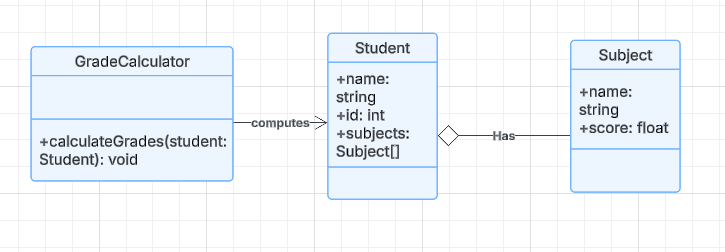 GradeCalculator
+calculateGrades(student:
Student): void
computes
Student
+name:
string
+id: int
+subjects:
Subject[]
Has
Subject
+name:
string
+score: float